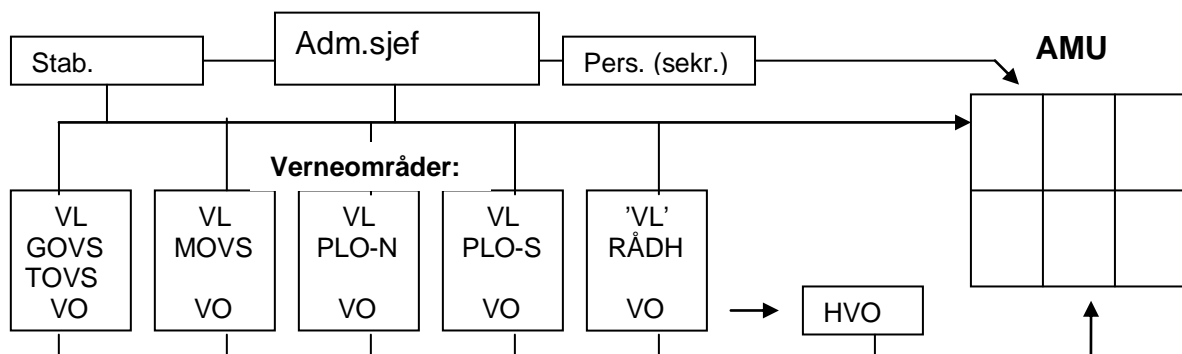 Adm.sjef
Stab.
Pers. (sekr.)
AMU
Verneområder:
VL
GOVS
TOVS
VO
VL
MOVS
VO
VL
PLO-N
VO
VL
PLO-S
VO
'VL'
RÅDH
VO
HVO